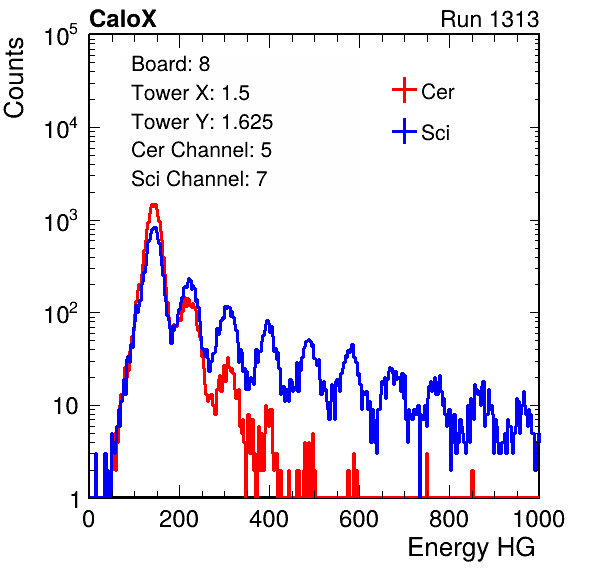 CaloX Run 1313
Counts
Board: 8
Tower X: 1.5
Tower Y: 1.625
Cer Channel: 5
Sci Channel: 7
Cer
Sci
10^5
10^4
10^3
10^2
10
1
0 200 400 600 800 1000
Energy HG